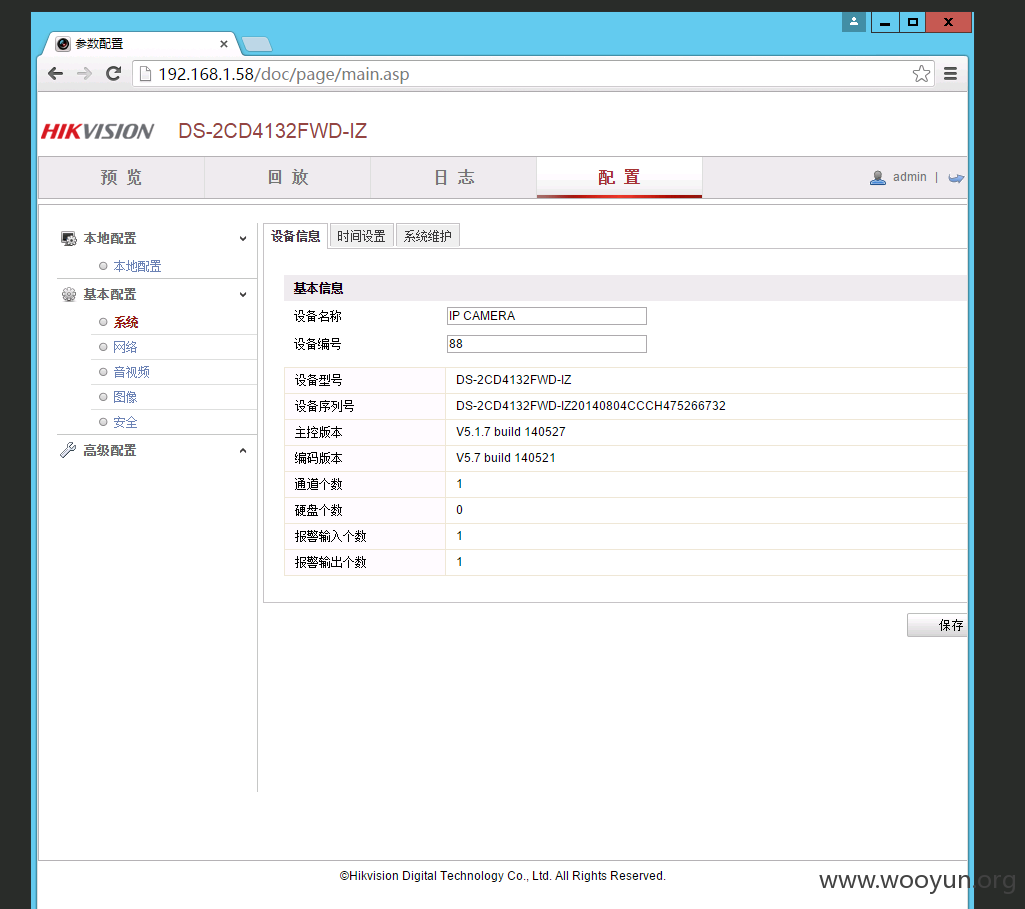 参数配置
192.168.1.58/doc/page/main.asp
HIKVISION DS-2CD4132FWD-IZ
预 览 回 放 日 志 配 置 admin |
本地配置
本地配置
基本配置
系统
网络
音视频
图像
安全
高级配置
设备信息 时间设置 系统维护
基本信息
设备名称 IP CAMERA
设备编号 88
设备型号 DS-2CD4132FWD-IZ
设备序列号 DS-2CD4132FWD-IZ20140804CCCH475266732
主控版本 V5.1.7 build 140527
编码版本 V5.7 build 140521
通道个数 1
硬盘个数 0
报警输入个数 1
报警输出个数 1
保存
©Hikvision Digital Technology Co., Ltd. All Rights Reserved.
www.wooyun.org